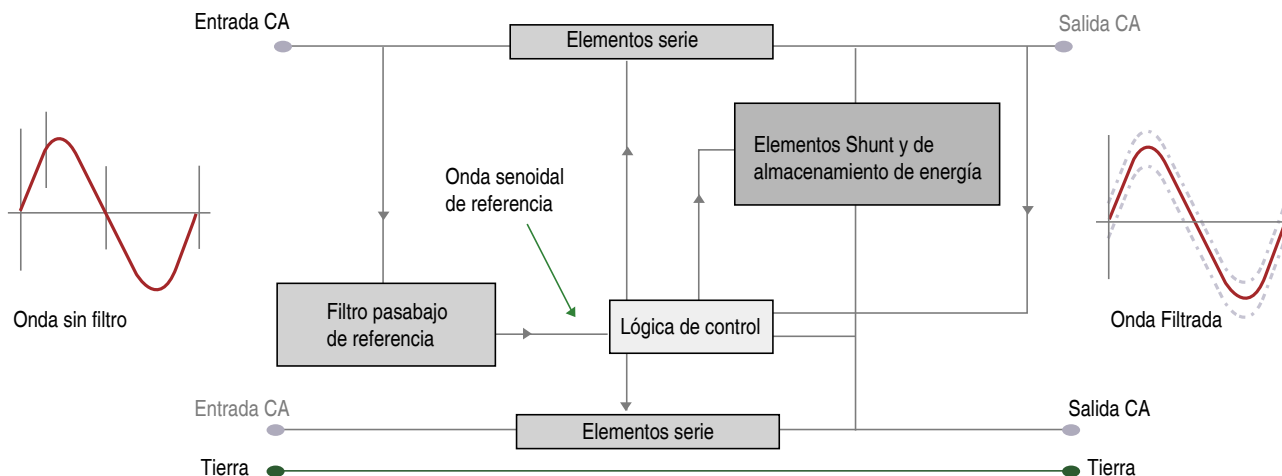 Entrada CA
Elementos serie
Salida CA
Elementos Shunt y de
almacenamiento de energía
Onda senoidal
de referencia
Onda sin filtro
Filtro pasabajo
de referencia
Lógica de control
Onda Filtrada
Entrada CA
Elementos serie
Salida CA
Tierra
Tierra